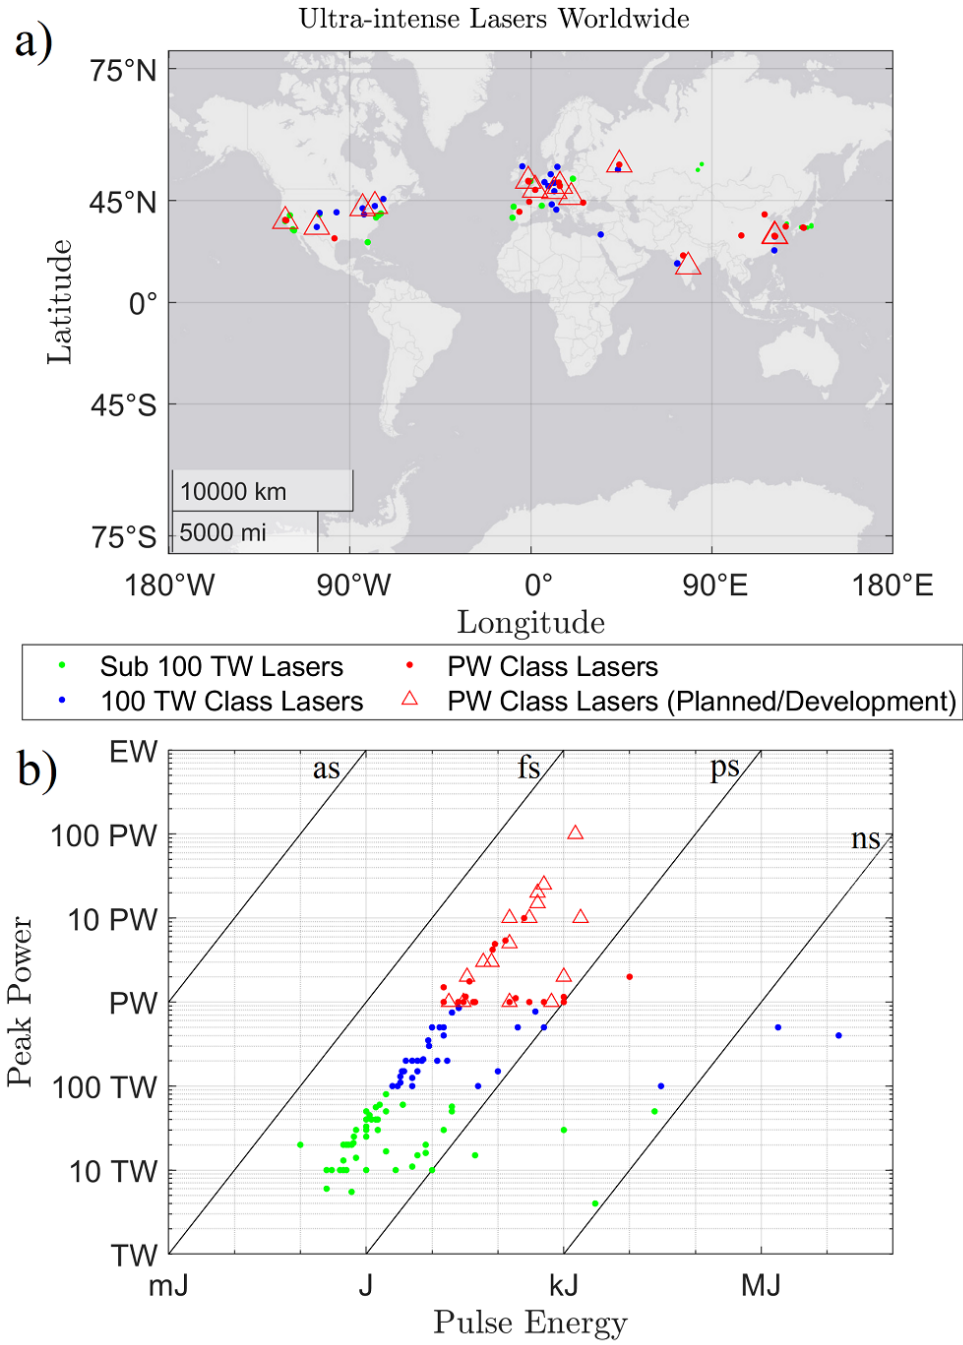 Ultra-intense Lasers Worldwide
a)
75°N
45°N
0°
45°S
75°S
Latitude
10000 km
5000 mi
180°W 90°W 0° 90°E 180°E
Longitude
Sub 100 TW Lasers PW Class Lasers
100 TW Class Lasers PW Class Lasers (Planned/Development)
b)
EW
100 PW
10 PW
PW
100 TW
10 TW
TW
Peak Power
as fs ps ns
mJ J kJ MJ
Pulse Energy